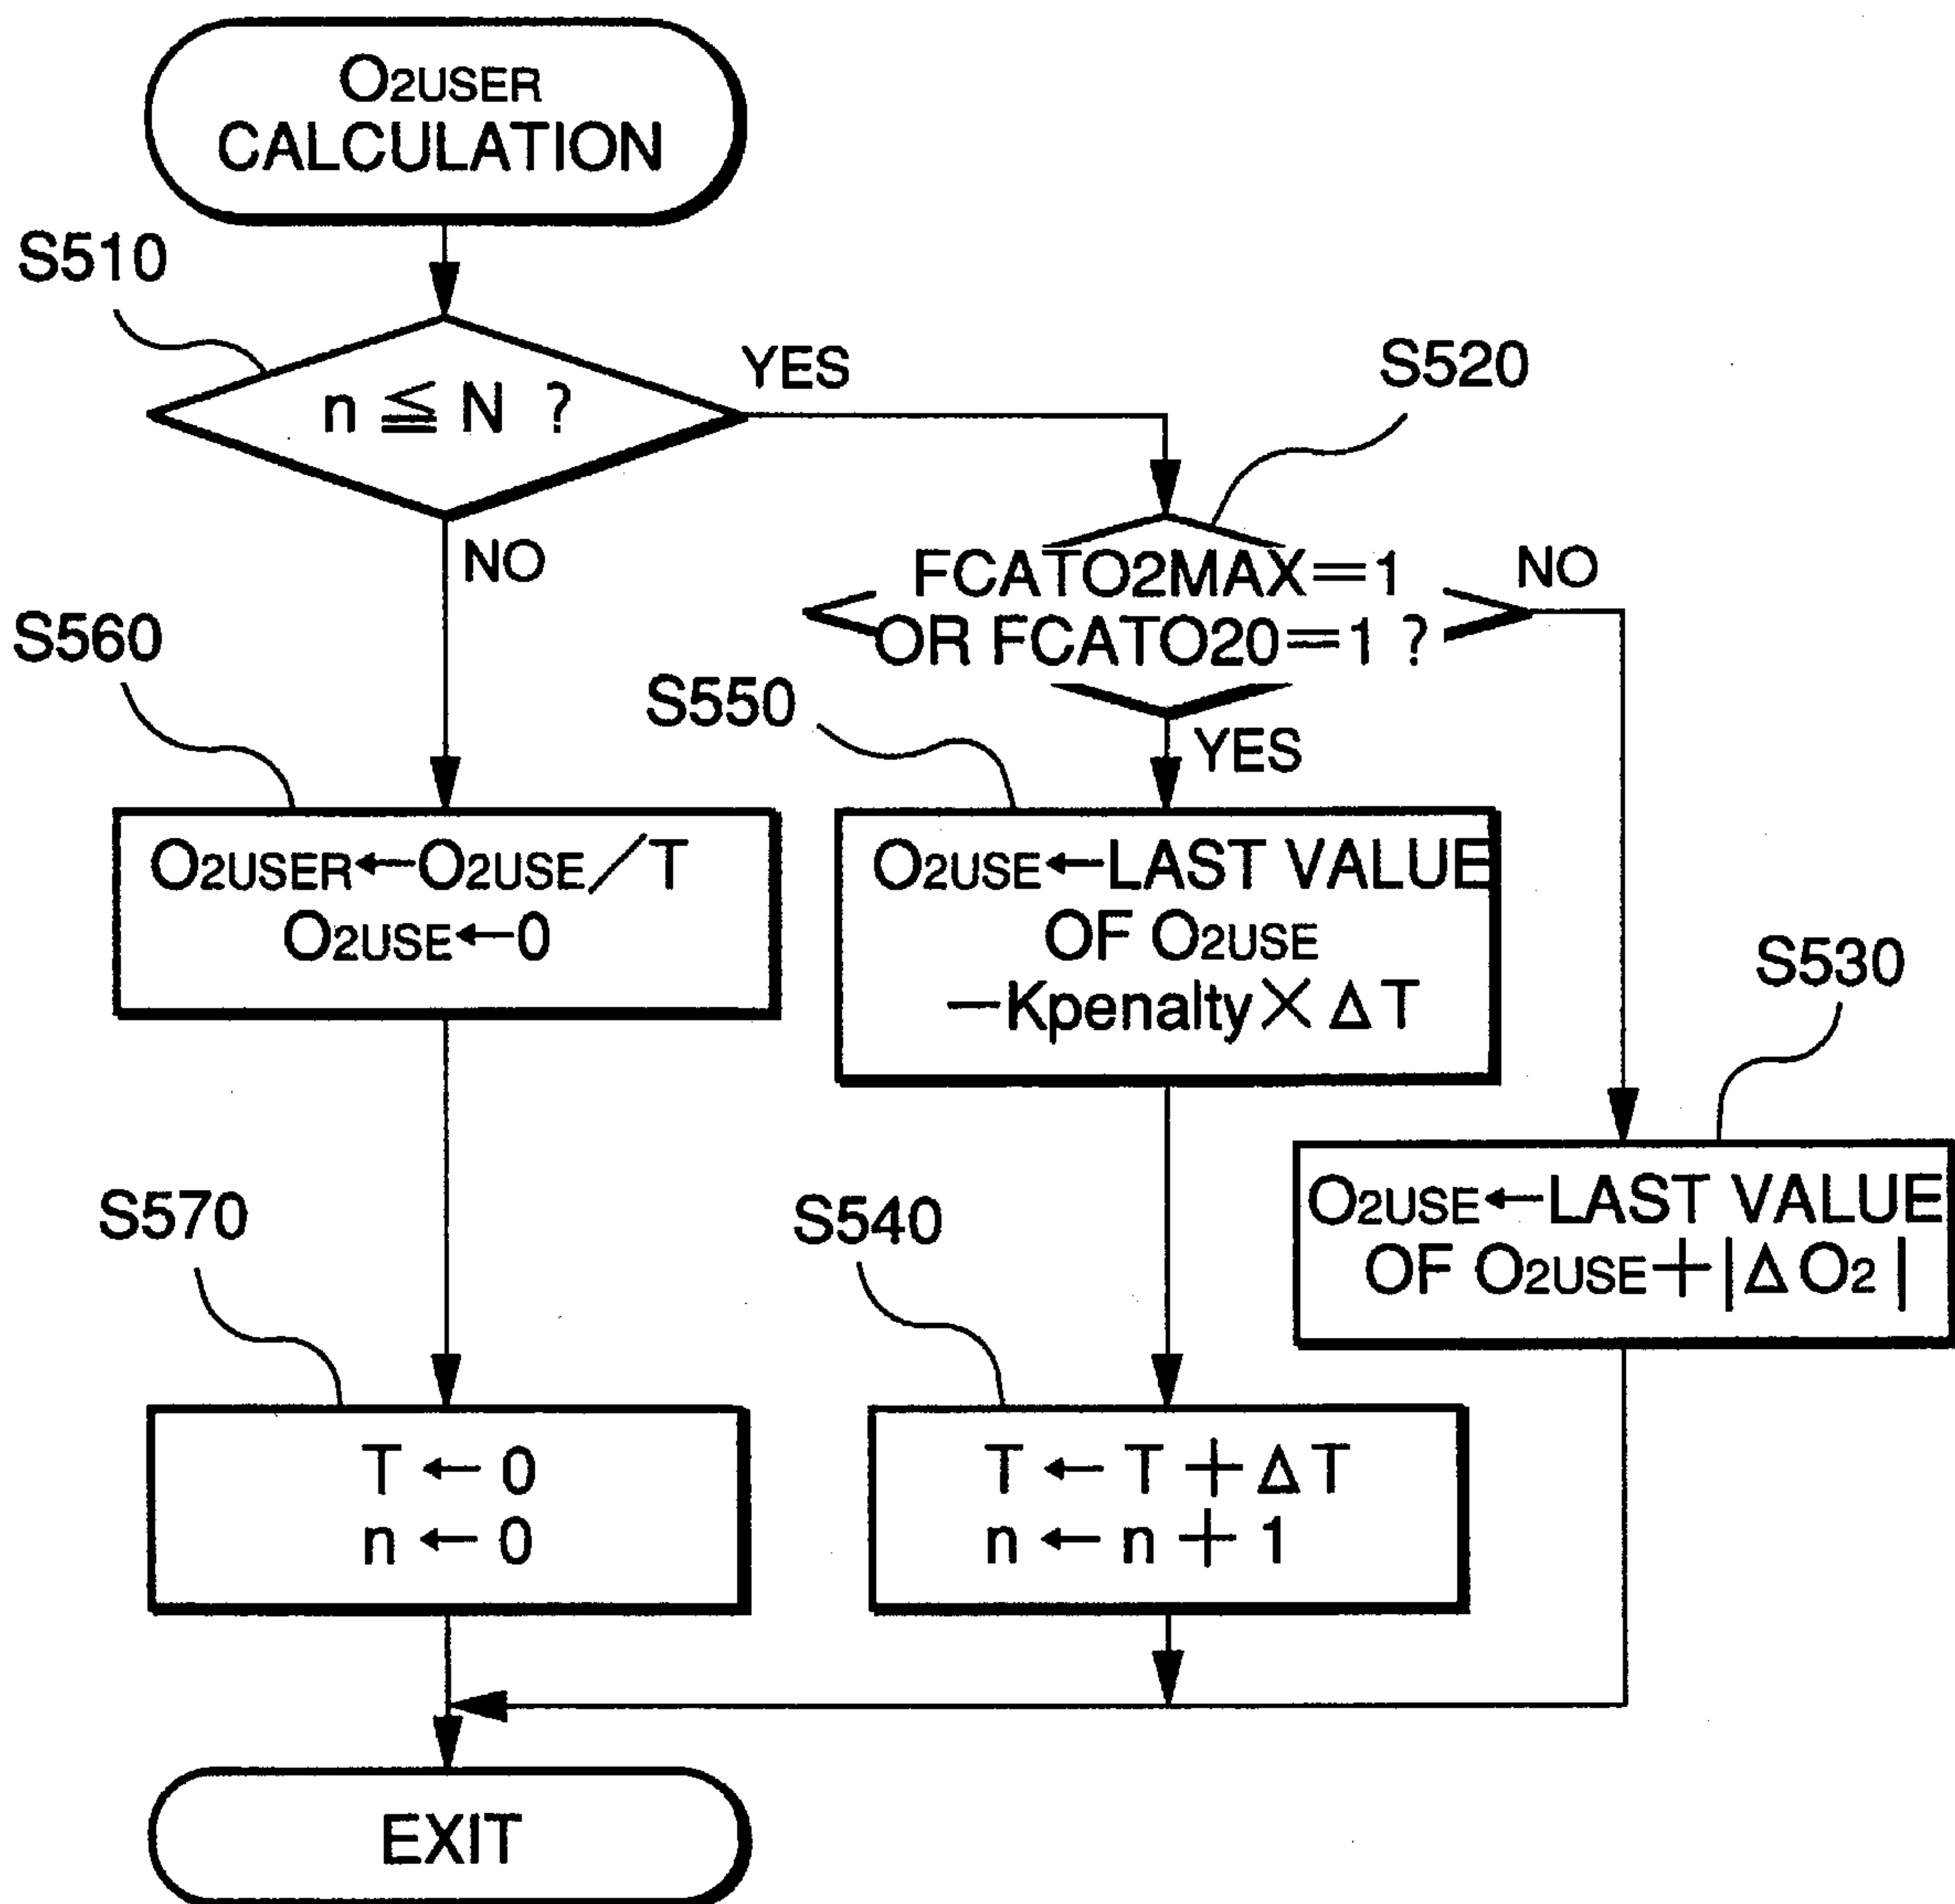 O2USER
CALCULATION
S510
n ≦ N ?
YES
NO
S520
FCATO2MAX=1
OR FCATO20=1 ?
NO
YES
S560
O2USER←O2USE/T
O2USE←0
S550
O2USE←LAST VALUE
OF O2USE
−Kpenalty×ΔT
S530
O2USE←LAST VALUE
OF O2USE+|ΔO2|
S570
T←0
n←0
S540
T←T+ΔT
n←n+1
EXIT